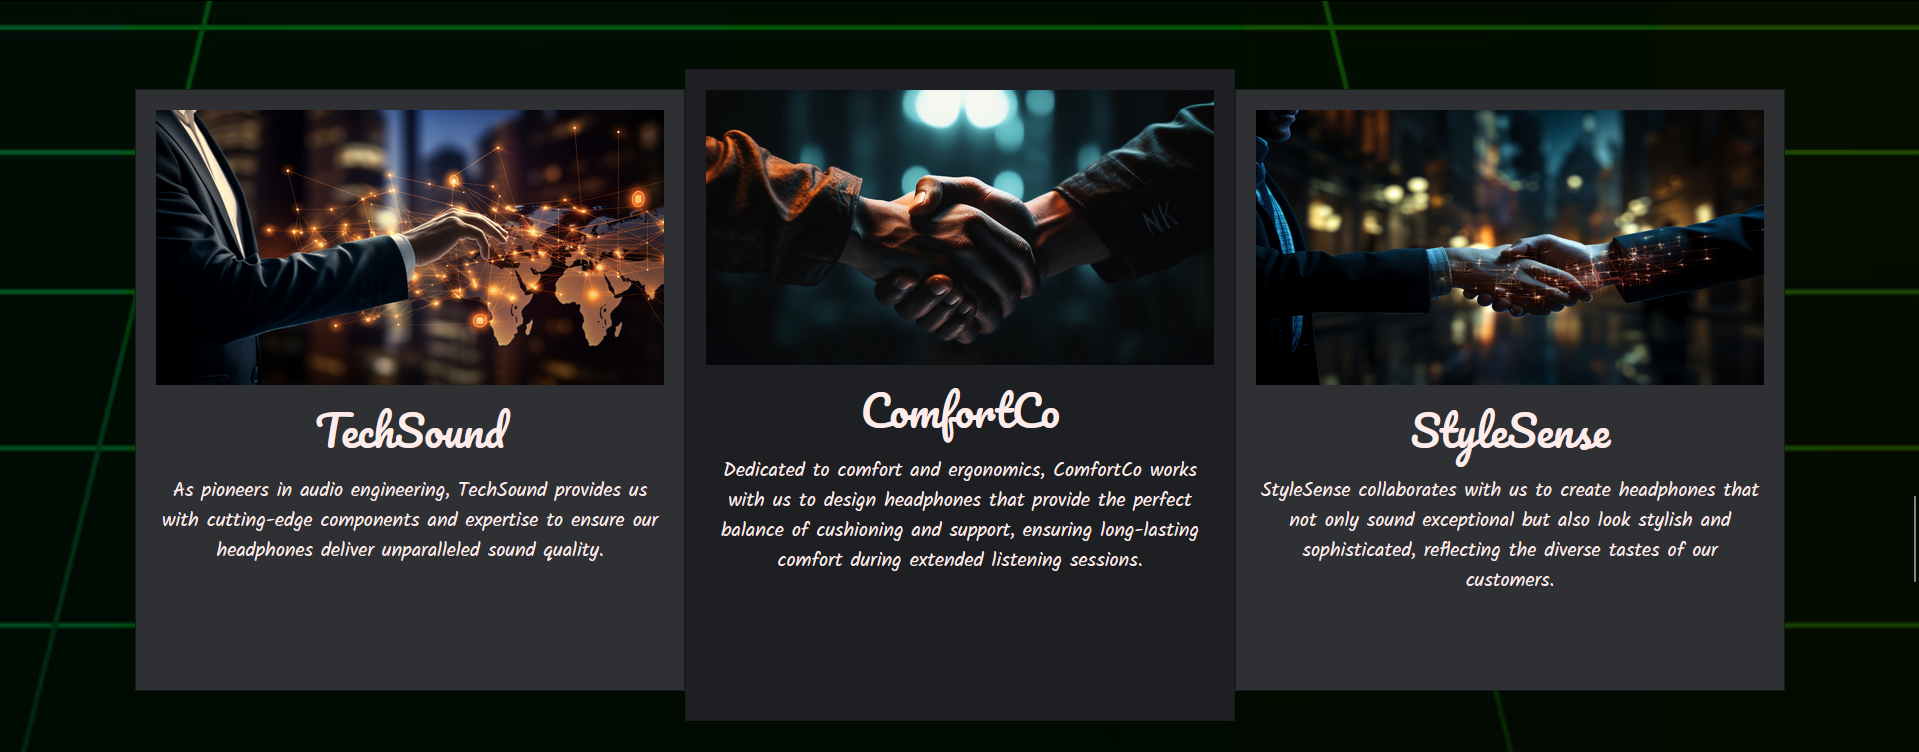 TechSound
As pioneers in audio engineering, TechSound provides us
with cutting-edge components and expertise to ensure our
headphones deliver unparalleled sound quality.
NK
ComfortCo
Dedicated to comfort and ergonomics, ComfortCo works
with us to design headphones that provide the perfect
balance of cushioning and support, ensuring long-lasting
comfort during extended listening sessions.
StyleSense
StyleSense collaborates with us to create headphones that
not only sound exceptional but also look stylish and
sophisticated, reflecting the diverse tastes of our
customers.